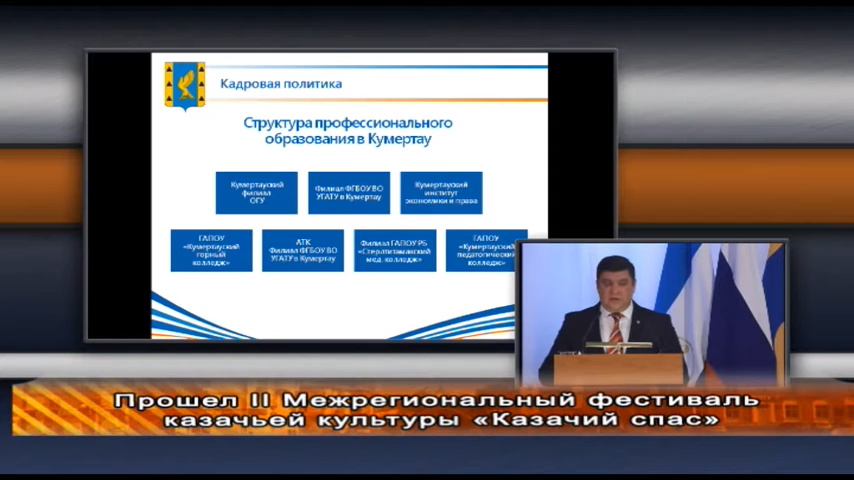 Кадровая политика
Структура профессионального
образования в Кумертау
Кумертауский
филиал
ОГУ
Филиал ФГБОУ ВО
УГАТУ в Кумертау
Кумертауский
институт
экономики и права
ГАПОУ
«Кумертауский
горный
колледж»
АТК
Филиал ФГБОУ ВО
УГАТУ в Кумертау
Филиал ГАПОУ РБ
«Стерлитамакский
мед. колледж»
ГАПОУ
«Кумертауский
педагогический
колледж»
Прошел II Межрегиональный фестиваль
казачьей культуры «Казачий спас»